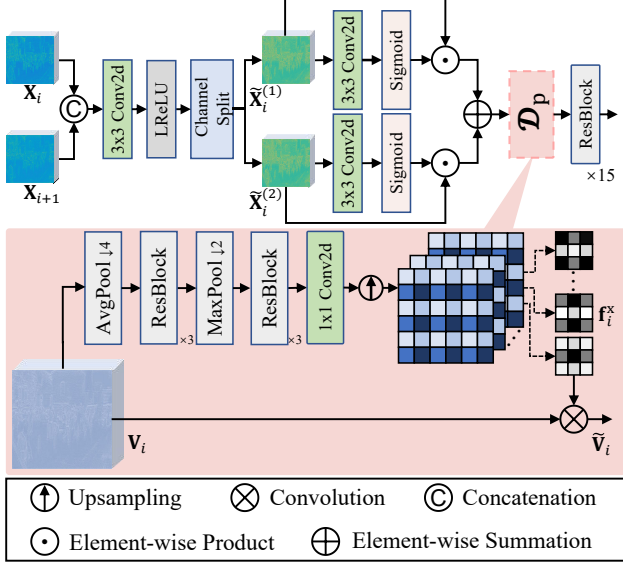 X_i
X_{i+1}
C
3x3 Conv2d
LReLU
Channel Split
X̃_i^{(1)}
X̃_i^{(2)}
3x3 Conv2d
Sigmoid
3x3 Conv2d
Sigmoid
𝓓_p
ResBlock
×15
AvgPool ↓4
ResBlock
×3
MaxPool ↓2
ResBlock
×3
1x1 Conv2d
f_i^x
V_i
Ṽ_i
Upsampling
Convolution
C Concatenation
Element-wise Product
Element-wise Summation